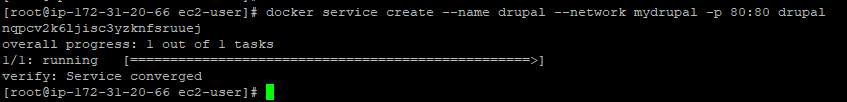 [root@ip-172-31-20-66 ec2-user]# docker service create --name drupal --network mydrupal -p 80:80 drupal
nqpcv2k6ljisc3yzknfsruuej
overall progress: 1 out of 1 tasks
1/1: running   [==================================================>]
verify: Service converged
[root@ip-172-31-20-66 ec2-user]#